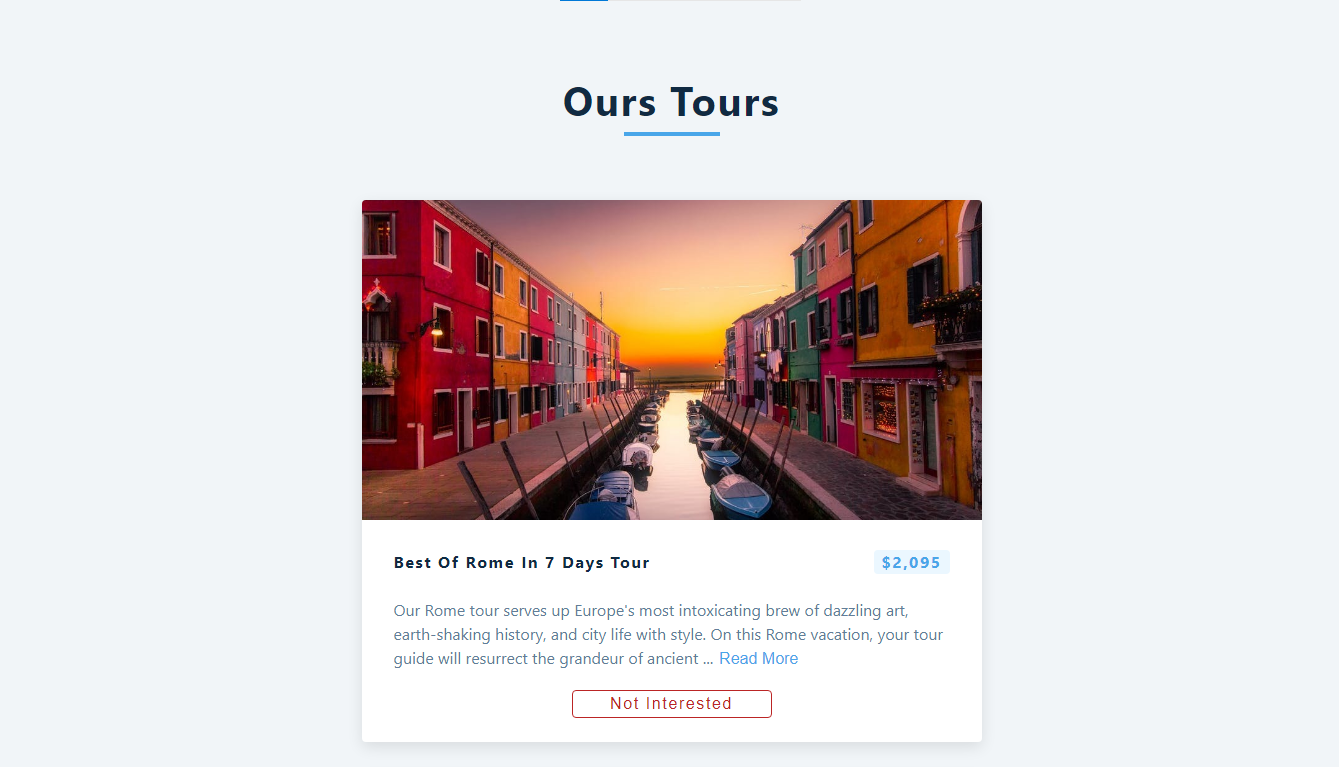 Ours Tours
Best Of Rome In 7 Days Tour
$2,095
Our Rome tour serves up Europe's most intoxicating brew of dazzling art,
earth-shaking history, and city life with style. On this Rome vacation, your tour
guide will resurrect the grandeur of ancient ... Read More
Not Interested